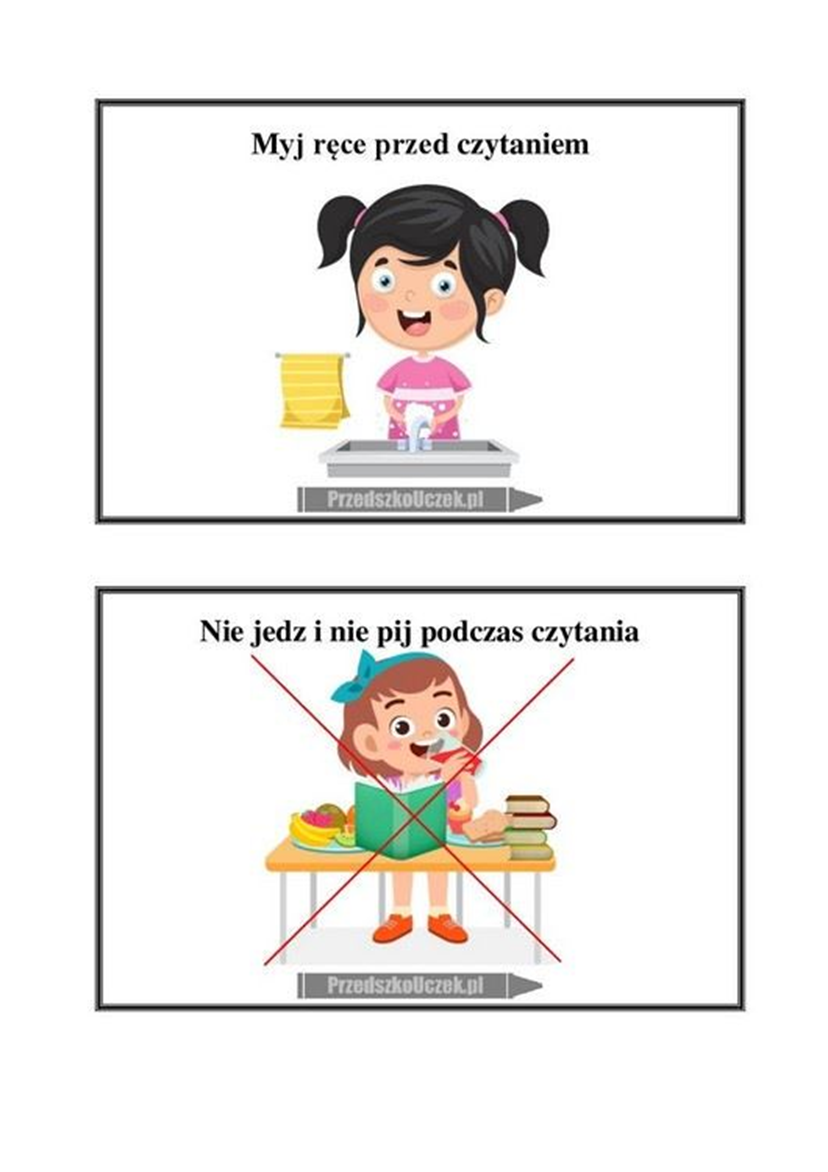 Myj ręce przed czytaniem
PrzedszkoUczek.pl
Nie jedz i nie pij podczas czytania
PrzedszkoUczek.pl